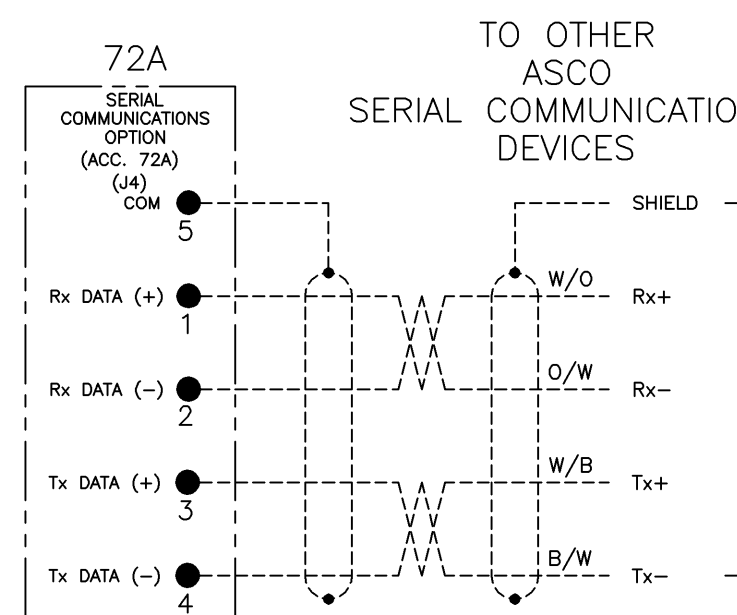 72A
TO OTHER
ASCO
SERIAL COMMUNICATIO
DEVICES
SERIAL
COMMUNICATIONS
OPTION
(ACC. 72A)
(J4)
COM
5
SHIELD
Rx DATA (+)
1
W/O
Rx+
Rx DATA (-)
2
O/W
Rx-
Tx DATA (+)
3
W/B
Tx+
Tx DATA (-)
4
B/W
Tx-